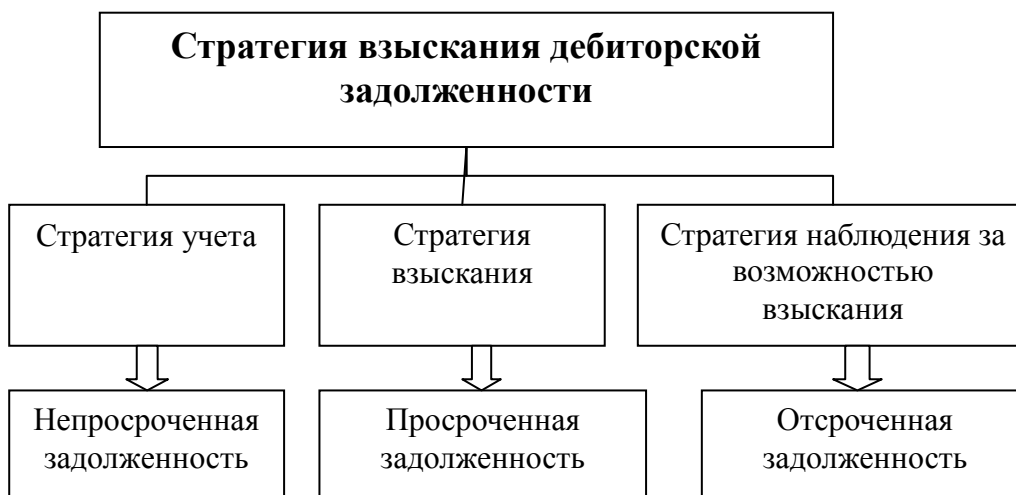 Стратегия взыскания дебиторской
задолженности
Стратегия учета
Стратегия
взыскания
Стратегия наблюдения за
возможностью
взыскания
Непросроченная
задолженность
Просроченная
задолженность
Отсроченная
задолженность